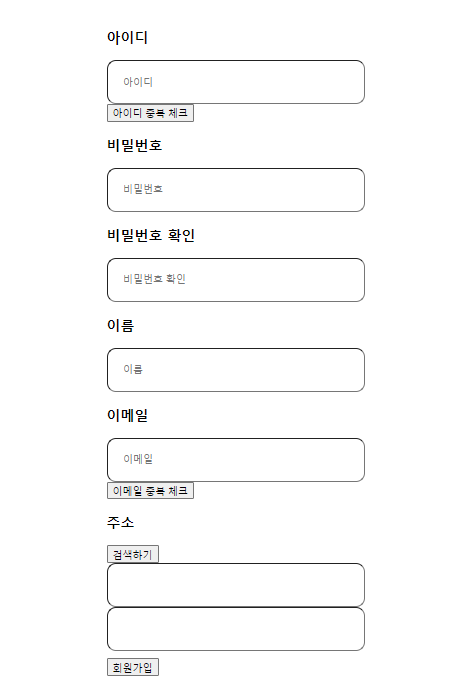 아이디
아이디
아이디 중복 체크
비밀번호
비밀번호
비밀번호 확인
비밀번호 확인
이름
이름
이메일
이메일
이메일 중복 체크
주소
검색하기
회원가입